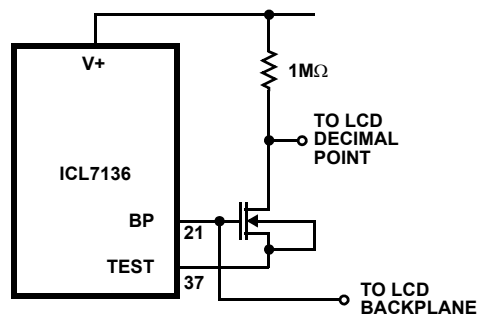 V+
1MΩ
TO LCD
DECIMAL
POINT
ICL7136
BP
21
TEST
37
TO LCD
BACKPLANE